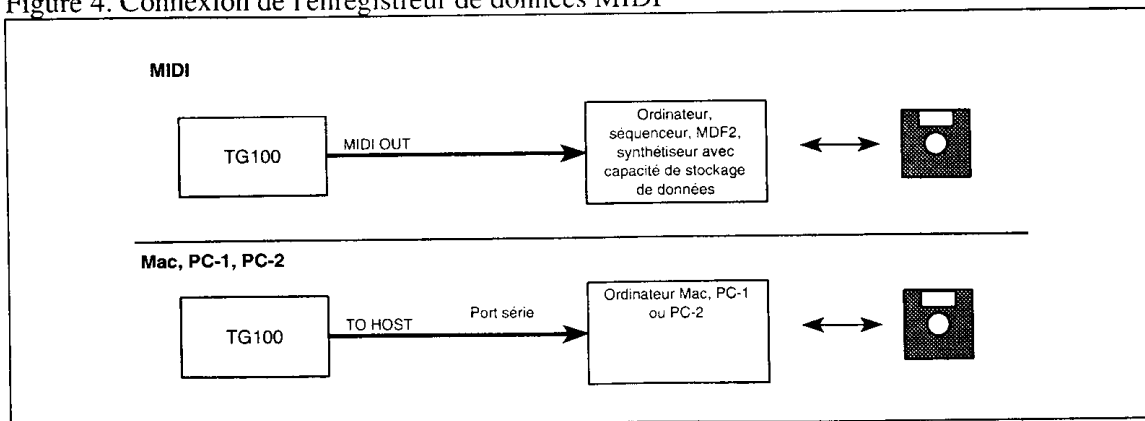 Figure 4. Connexion de l'enregistreur de données MIDI
MIDI
TG100
MIDI OUT
Ordinateur,
séquenceur, MDF2,
synthétiseur avec
capacité de stockage
de données
Mac, PC-1, PC-2
TG100
TO HOST
Port série
Ordinateur Mac, PC-1
ou PC-2